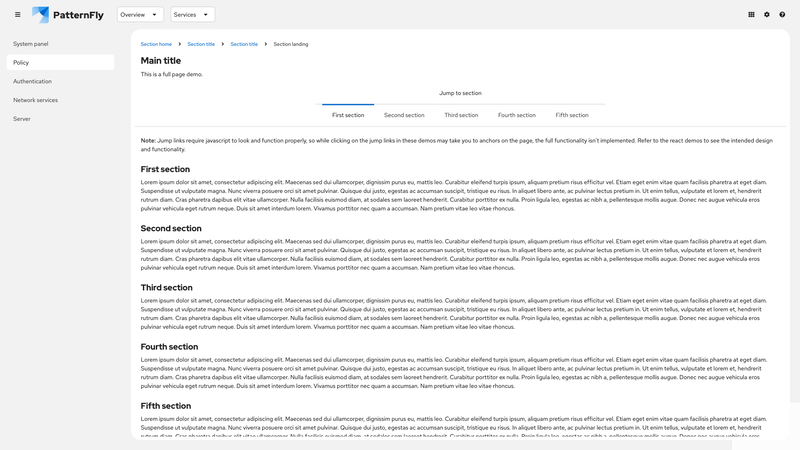 PatternFly
Overview
Services
System panel
Policy
Authentication
Network services
Server
Section home
Section title
Section title
Section landing
Main title
This is a full page demo.
Jump to section
First section
Second section
Third section
Fourth section
Fifth section
Note: Jump links require javascript to look and function properly, so while clicking on the jump links in these demos may take you to anchors on the page, the full functionality isn't implemented. Refer to the react demos to see the intended design
and functionality.
First section
Lorem ipsum dolor sit amet, consectetur adipiscing elit. Maecenas sed dui ullamcorper, dignissim purus eu, mattis leo. Curabitur eleifend turpis ipsum, aliquam pretium risus efficitur vel. Etiam eget enim vitae quam facilisis pharetra at eget diam.
Suspendisse ut vulputate magna. Nunc viverra posuere orci sit amet pulvinar. Quisque dui justo, egestas ac accumsan suscipit, tristique eu risus. In aliquet libero ante, ac pulvinar lectus pretium in. Ut enim tellus, vulputate et lorem et, hendrerit
rutrum diam. Cras pharetra dapibus elit vitae ullamcorper. Nulla facilisis euismod diam, at sodales sem laoreet hendrerit. Curabitur porttitor ex nulla. Proin ligula leo, egestas ac nibh a, pellentesque mollis augue. Donec nec augue vehicula eros
pulvinar vehicula eget rutrum neque. Duis sit amet interdum lorem. Vivamus porttitor nec quam a accumsan. Nam pretium vitae leo vitae rhoncus.
Second section
Lorem ipsum dolor sit amet, consectetur adipiscing elit. Maecenas sed dui ullamcorper, dignissim purus eu, mattis leo. Curabitur eleifend turpis ipsum, aliquam pretium risus efficitur vel. Etiam eget enim vitae quam facilisis pharetra at eget diam.
Suspendisse ut vulputate magna. Nunc viverra posuere orci sit amet pulvinar. Quisque dui justo, egestas ac accumsan suscipit, tristique eu risus. In aliquet libero ante, ac pulvinar lectus pretium in. Ut enim tellus, vulputate et lorem et, hendrerit
rutrum diam. Cras pharetra dapibus elit vitae ullamcorper. Nulla facilisis euismod diam, at sodales sem laoreet hendrerit. Curabitur porttitor ex nulla. Proin ligula leo, egestas ac nibh a, pellentesque mollis augue. Donec nec augue vehicula eros
pulvinar vehicula eget rutrum neque. Duis sit amet interdum lorem. Vivamus porttitor nec quam a accumsan. Nam pretium vitae leo vitae rhoncus.
Third section
Lorem ipsum dolor sit amet, consectetur adipiscing elit. Maecenas sed dui ullamcorper, dignissim purus eu, mattis leo. Curabitur eleifend turpis ipsum, aliquam pretium risus efficitur vel. Etiam eget enim vitae quam facilisis pharetra at eget diam.
Suspendisse ut vulputate magna. Nunc viverra posuere orci sit amet pulvinar. Quisque dui justo, egestas ac accumsan suscipit, tristique eu risus. In aliquet libero ante, ac pulvinar lectus pretium in. Ut enim tellus, vulputate et lorem et, hendrerit
rutrum diam. Cras pharetra dapibus elit vitae ullamcorper. Nulla facilisis euismod diam, at sodales sem laoreet hendrerit. Curabitur porttitor ex nulla. Proin ligula leo, egestas ac nibh a, pellentesque mollis augue. Donec nec augue vehicula eros
pulvinar vehicula eget rutrum neque. Duis sit amet interdum lorem. Vivamus porttitor nec quam a accumsan. Nam pretium vitae leo vitae rhoncus.
Fourth section
Lorem ipsum dolor sit amet, consectetur adipiscing elit. Maecenas sed dui ullamcorper, dignissim purus eu, mattis leo. Curabitur eleifend turpis ipsum, aliquam pretium risus efficitur vel. Etiam eget enim vitae quam facilisis pharetra at eget diam.
Suspendisse ut vulputate magna. Nunc viverra posuere orci sit amet pulvinar. Quisque dui justo, egestas ac accumsan suscipit, tristique eu risus. In aliquet libero ante, ac pulvinar lectus pretium in. Ut enim tellus, vulputate et lorem et, hendrerit
rutrum diam. Cras pharetra dapibus elit vitae ullamcorper. Nulla facilisis euismod diam, at sodales sem laoreet hendrerit. Curabitur porttitor ex nulla. Proin ligula leo, egestas ac nibh a, pellentesque mollis augue. Donec nec augue vehicula eros
pulvinar vehicula eget rutrum neque. Duis sit amet interdum lorem. Vivamus porttitor nec quam a accumsan. Nam pretium vitae leo vitae rhoncus.
Fifth section
Lorem ipsum dolor sit amet, consectetur adipiscing elit. Maecenas sed dui ullamcorper, dignissim purus eu, mattis leo. Curabitur eleifend turpis ipsum, aliquam pretium risus efficitur vel. Etiam eget enim vitae quam facilisis pharetra at eget diam.
Suspendisse ut vulputate magna. Nunc viverra posuere orci sit amet pulvinar. Quisque dui justo, egestas ac accumsan suscipit, tristique eu risus. In aliquet libero ante, ac pulvinar lectus pretium in. Ut enim tellus, vulputate et lorem et, hendrerit